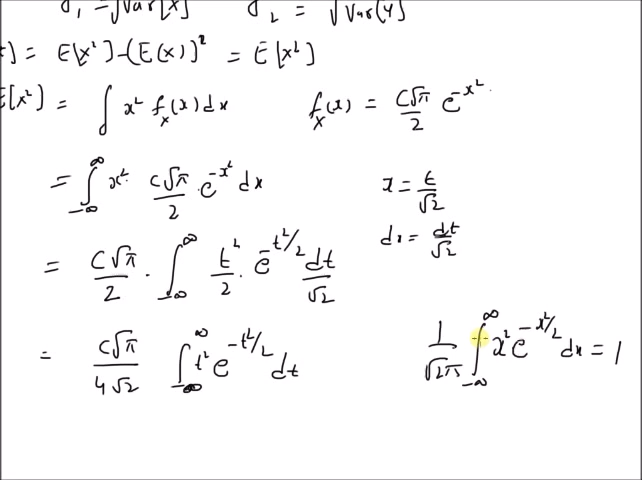 σ₁ = √Var[X]    σ₂ = √Var(Y)
) = E[x²] - (E(x))² = E[x²]
E[x²] = ∫ x² f_X(x) dx    f_X(x) = C√π/2 e^{-x²}
= ∫_{-∞}^{∞} x² · C√π/2 · e^{-x²} dx    x = t/√2
dx = dt/√2
= C√π/2 · ∫_{-∞}^{∞} t²/2 · e^{-t²/2} dt/√2
= C√π/4√2 ∫_{-∞}^{∞} t² e^{-t²/2} dt    1/√2π ∫_{-∞}^{∞} x² e^{-x²/2} dx = 1